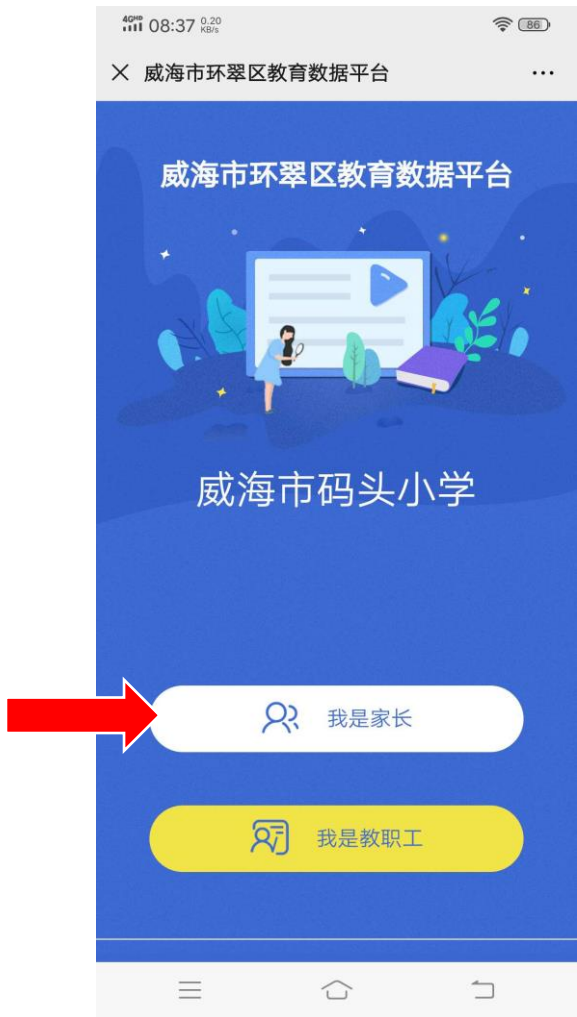 4GHD 08:37 0.20 KB/s 86
威海市环翠区教育数据平台
威海市环翠区教育数据平台
威海市码头小学
我是家长
我是教职工